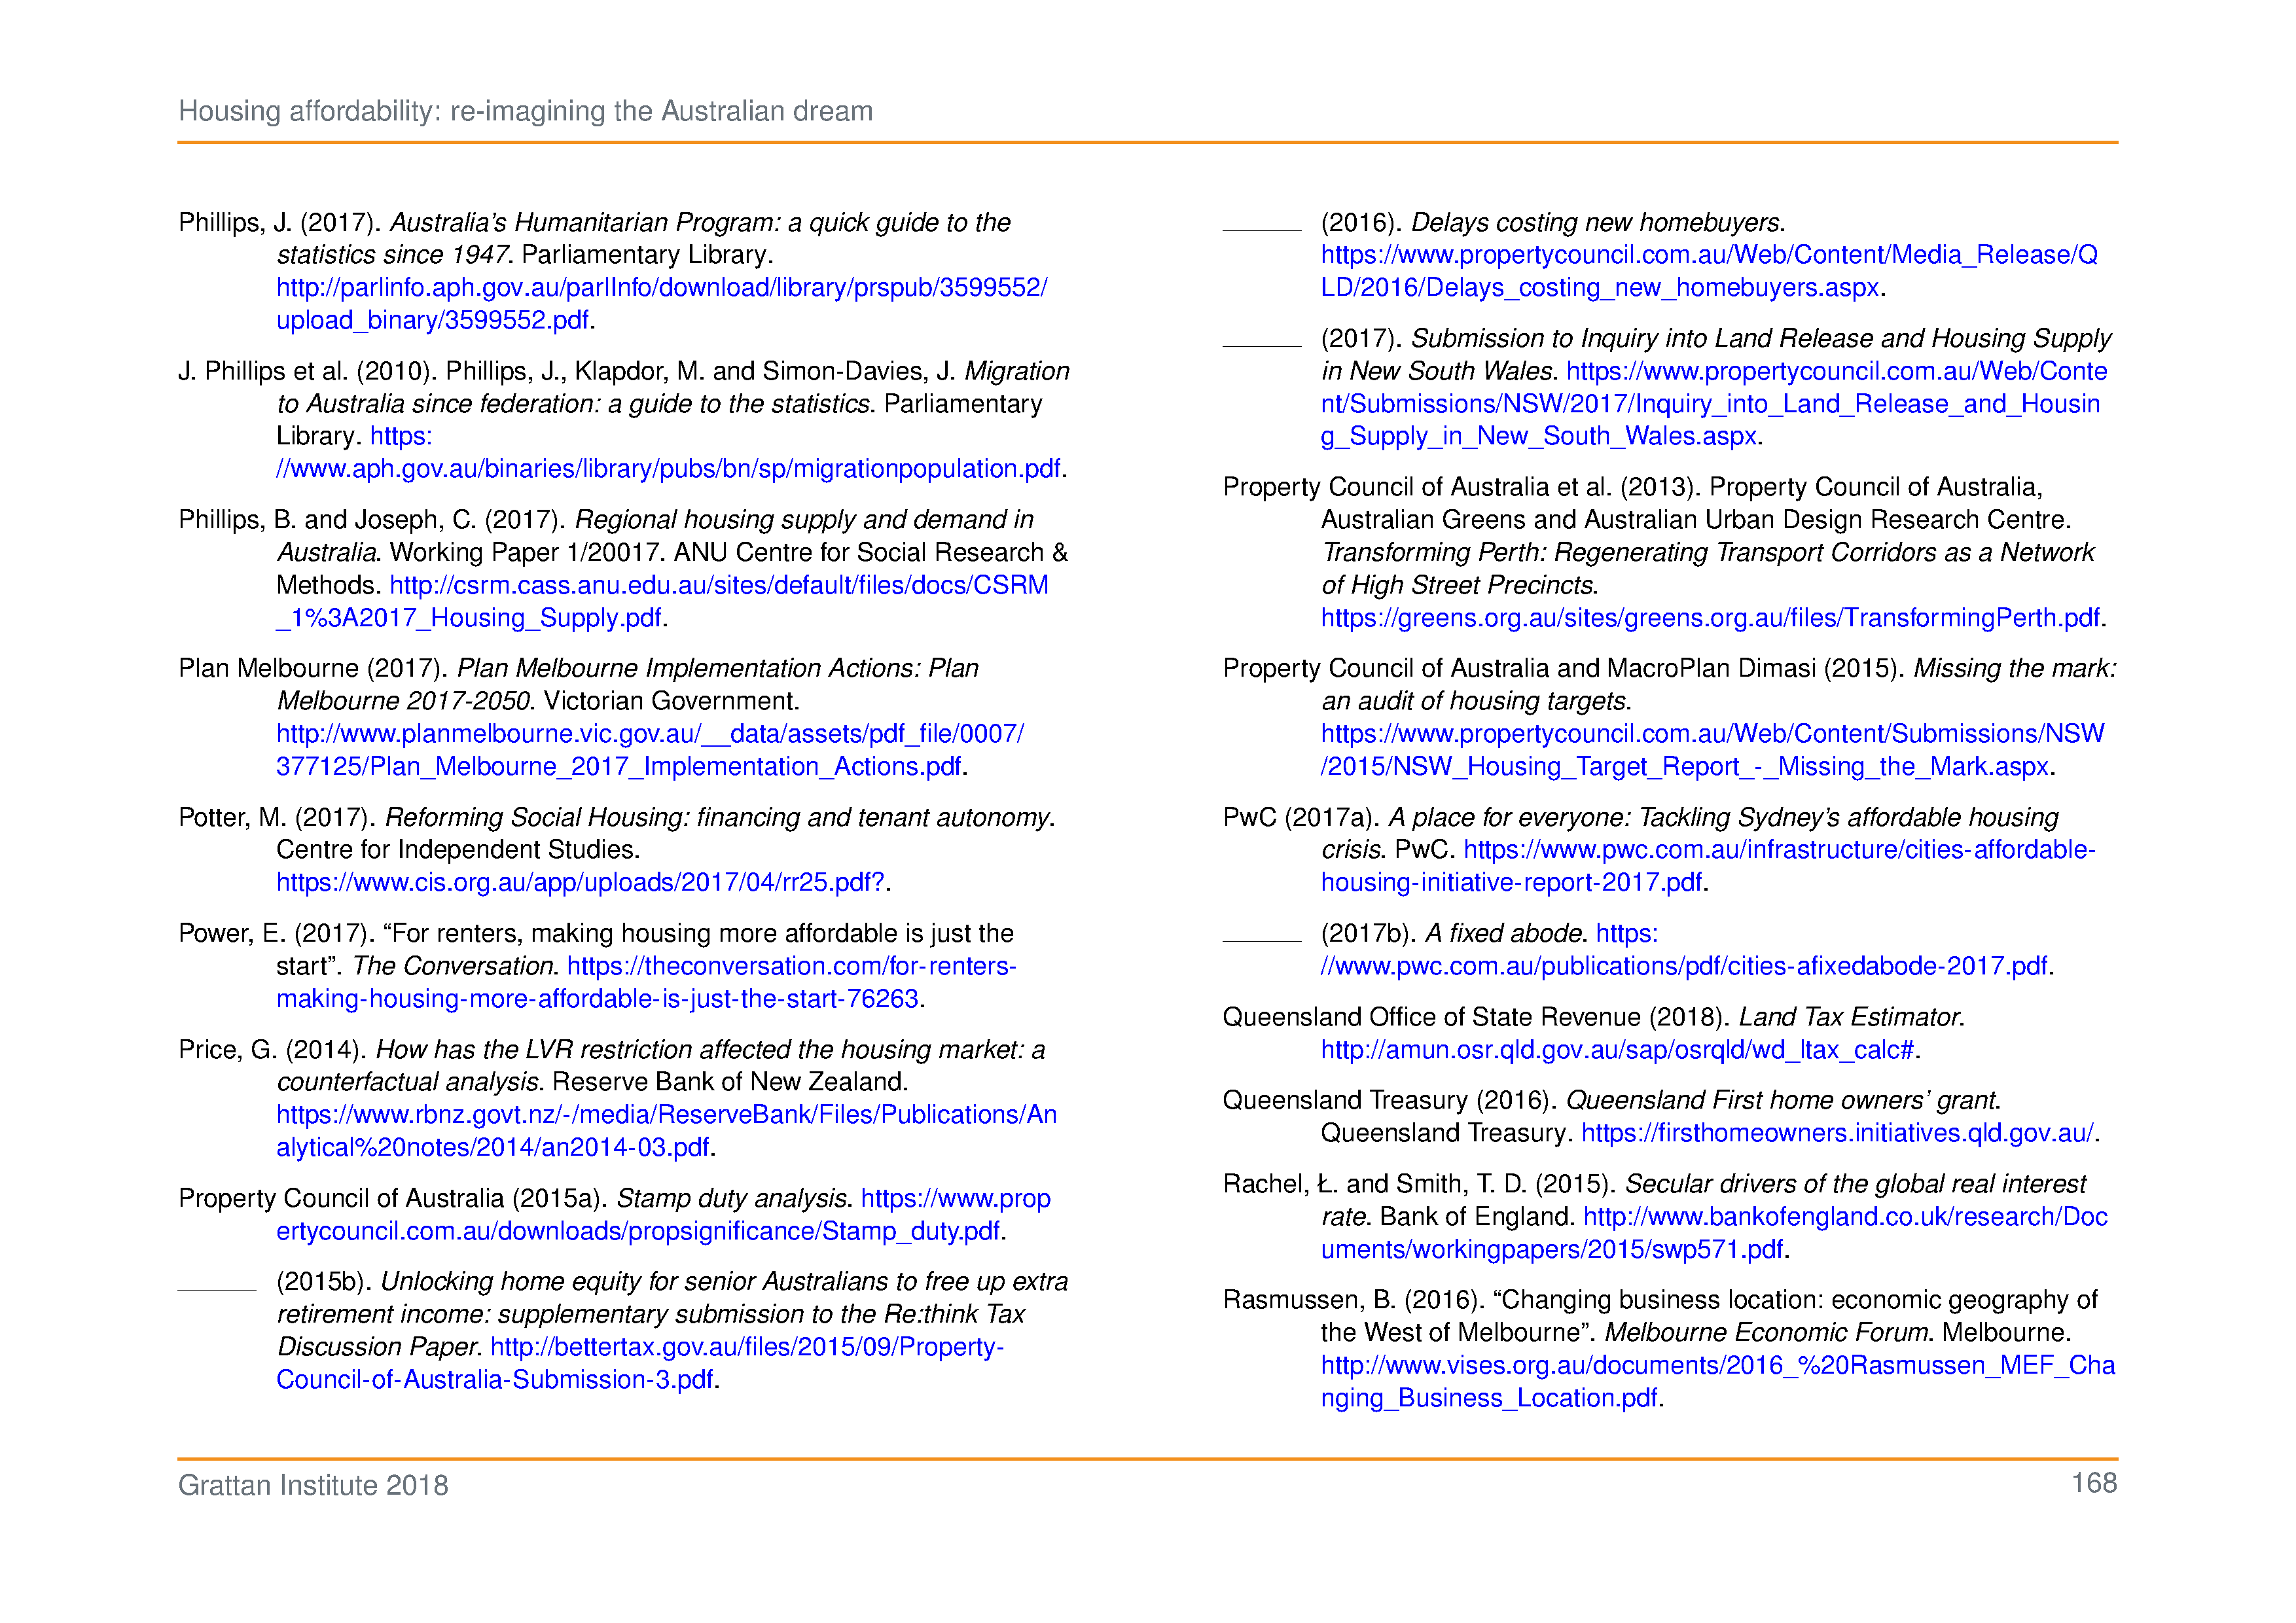 Housing affordability: re-imagining the Australian dream
Phillips, J. (2017). Australia's Humanitarian Program: a quick guide to the
statistics since 1947. Parliamentary Library.
http://parlinfo.aph.gov.au/parlInfo/download/library/prspub/3599552/
upload_binary/3599552.pdf.
J. Phillips et al. (2010). Phillips, J., Klapdor, M. and Simon-Davies, J. Migration
to Australia since federation: a guide to the statistics. Parliamentary
Library. https:
//www.aph.gov.au/binaries/library/pubs/bn/sp/migrationpopulation.pdf.
Phillips, B. and Joseph, C. (2017). Regional housing supply and demand in
Australia. Working Paper 1/20017. ANU Centre for Social Research &
Methods. http://csrm.cass.anu.edu.au/sites/default/files/docs/CSRM
_1%3A2017_Housing_Supply.pdf.
Plan Melbourne (2017). Plan Melbourne Implementation Actions: Plan
Melbourne 2017-2050. Victorian Government.
http://www.planmelbourne.vic.gov.au/__data/assets/pdf_file/0007/
377125/Plan_Melbourne_2017_Implementation_Actions.pdf.
Potter, M. (2017). Reforming Social Housing: financing and tenant autonomy.
Centre for Independent Studies.
https://www.cis.org.au/app/uploads/2017/04/rr25.pdf?.
Power, E. (2017). “For renters, making housing more affordable is just the
start”. The Conversation. https://theconversation.com/for-renters-
making-housing-more-affordable-is-just-the-start-76263.
Price, G. (2014). How has the LVR restriction affected the housing market: a
counterfactual analysis. Reserve Bank of New Zealand.
https://www.rbnz.govt.nz/-/media/ReserveBank/Files/Publications/An
alytical%20notes/2014/an2014-03.pdf.
Property Council of Australia (2015a). Stamp duty analysis. https://www.prop
ertycouncil.com.au/downloads/propsignificance/Stamp_duty.pdf.
______ (2015b). Unlocking home equity for senior Australians to free up extra
retirement income: supplementary submission to the Re:think Tax
Discussion Paper. http://bettertax.gov.au/files/2015/09/Property-
Council-of-Australia-Submission-3.pdf.
______ (2016). Delays costing new homebuyers.
https://www.propertycouncil.com.au/Web/Content/Media_Release/Q
LD/2016/Delays_costing_new_homebuyers.aspx.
______ (2017). Submission to Inquiry into Land Release and Housing Supply
in New South Wales. https://www.propertycouncil.com.au/Web/Conte
nt/Submissions/NSW/2017/Inquiry_into_Land_Release_and_Housin
g_Supply_in_New_South_Wales.aspx.
Property Council of Australia et al. (2013). Property Council of Australia,
Australian Greens and Australian Urban Design Research Centre.
Transforming Perth: Regenerating Transport Corridors as a Network
of High Street Precincts.
https://greens.org.au/sites/greens.org.au/files/TransformingPerth.pdf.
Property Council of Australia and MacroPlan Dimasi (2015). Missing the mark:
an audit of housing targets.
https://www.propertycouncil.com.au/Web/Content/Submissions/NSW
/2015/NSW_Housing_Target_Report_-_Missing_the_Mark.aspx.
PwC (2017a). A place for everyone: Tackling Sydney's affordable housing
crisis. PwC. https://www.pwc.com.au/infrastructure/cities-affordable-
housing-initiative-report-2017.pdf.
______ (2017b). A fixed abode. https:
//www.pwc.com.au/publications/pdf/cities-afixedabode-2017.pdf.
Queensland Office of State Revenue (2018). Land Tax Estimator.
http://amun.osr.qld.gov.au/sap/osrqld/wd_ltax_calc#.
Queensland Treasury (2016). Queensland First home owners' grant.
Queensland Treasury. https://firsthomeowners.initiatives.qld.gov.au/.
Rachel, Ł. and Smith, T. D. (2015). Secular drivers of the global real interest
rate. Bank of England. http://www.bankofengland.co.uk/research/Doc
uments/workingpapers/2015/swp571.pdf.
Rasmussen, B. (2016). “Changing business location: economic geography of
the West of Melbourne”. Melbourne Economic Forum. Melbourne.
http://www.vises.org.au/documents/2016_%20Rasmussen_MEF_Cha
nging_Business_Location.pdf.
Grattan Institute 2018
168